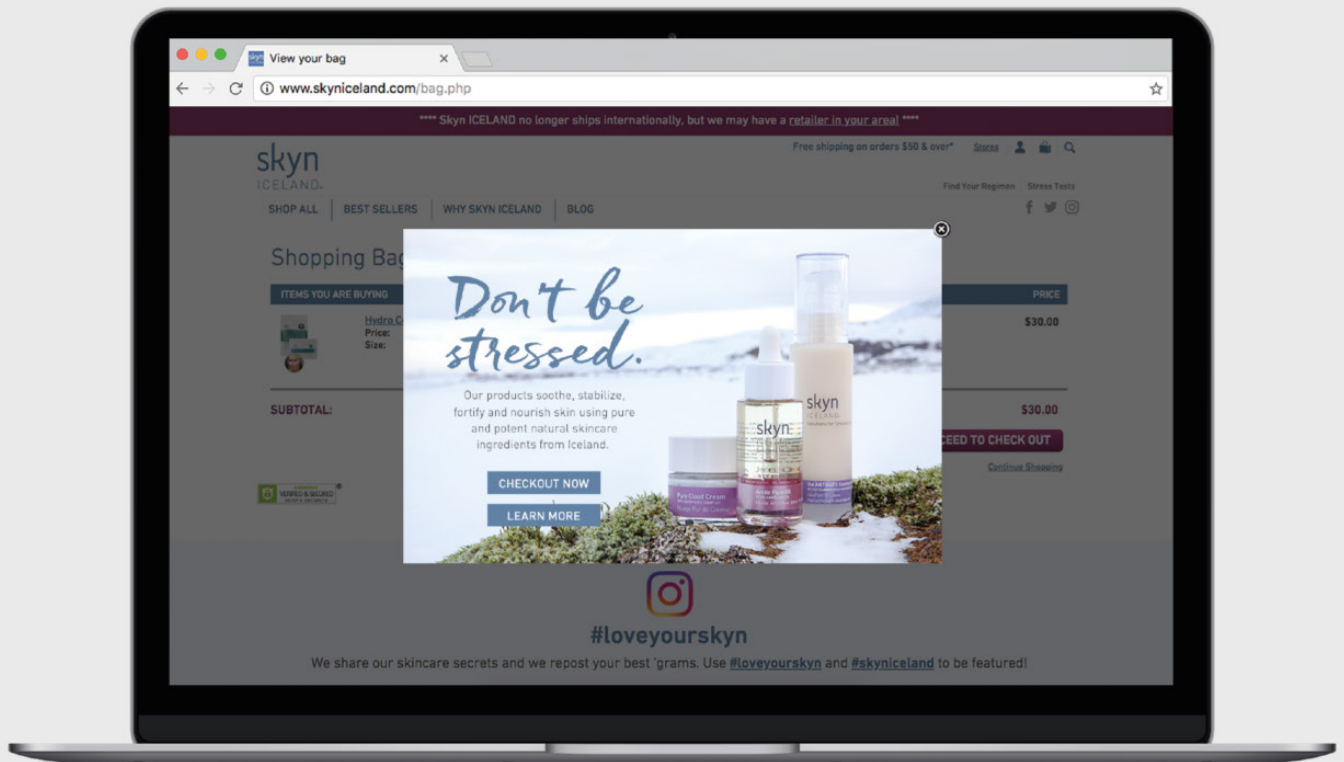 View your bag
www.skyniceland.com/bag.php
**** Skyn ICELAND no longer ships internationally, but we may have a retailer in your area! ****
Free shipping on orders $50 & over* Stores
skyn
ICELAND.
Find Your Regimen Stress Tests
SHOP ALL BEST SELLERS WHY SKYN ICELAND BLOG
Shopping Bag
ITEMS YOU ARE BUYING PRICE
Hydro $30.00
Price:
Size:
Don't be
stressed.
Our products soothe, stabilize,
fortify and nourish skin using pure
and potent natural skincare
ingredients from Iceland.
CHECKOUT NOW
LEARN MORE
skyn
ICELAND
skyn
Pure Cloud Cream
Arctic Face Oil
SUBTOTAL: $30.00
CEED TO CHECK OUT
Continue Shopping
VERIFIED & SECURED
#loveyourskyn
We share our skincare secrets and we repost your best 'grams. Use #loveyourskyn and #skyniceland to be featured!